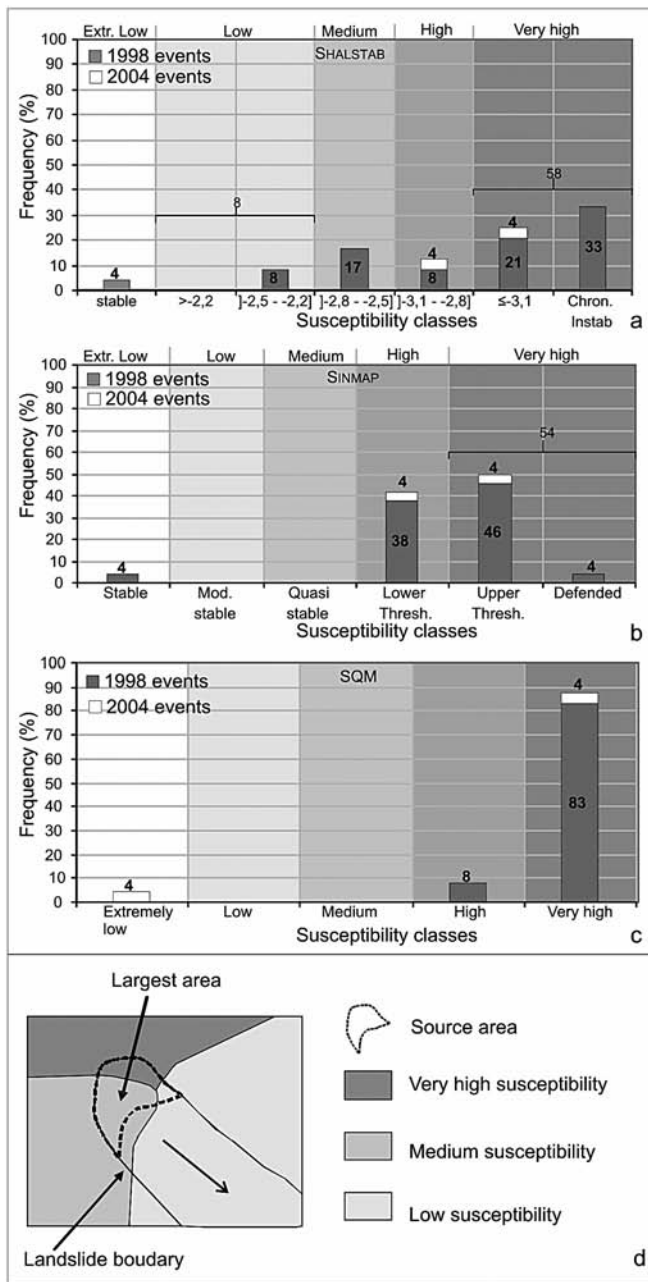 Extr. Low Low Medium High Very high
100
90
80
70
60
50
40
30
20
10
0
Frequency (%)
1998 events
2004 events
SHALSTAB
4
8
8
17
4
8
58
4
21
33
stable >-2,2 ]-2,5 - -2,2] ]-2,8 - -2,5] ]-3,1 - -2,8] ≤-3,1 Chron. Instab
Susceptibility classes
a
Extr. Low Low Medium High Very high
100
90
80
70
60
50
40
30
20
10
0
Frequency (%)
1998 events
2004 events
SINMAP
4
4
38
54
4
46
4
Stable Mod. stable Quasi stable Lower Thresh. Upper Thresh. Defended
Susceptibility classes
b
100
90
80
70
60
50
40
30
20
10
0
Frequency (%)
1998 events
2004 events
SQM
4
8
4
83
Extremely low Low Medium High Very high
Susceptibility classes
c
Largest area
Landslide boudary
Source area
Very high susceptibility
Medium susceptibility
Low susceptibility
d